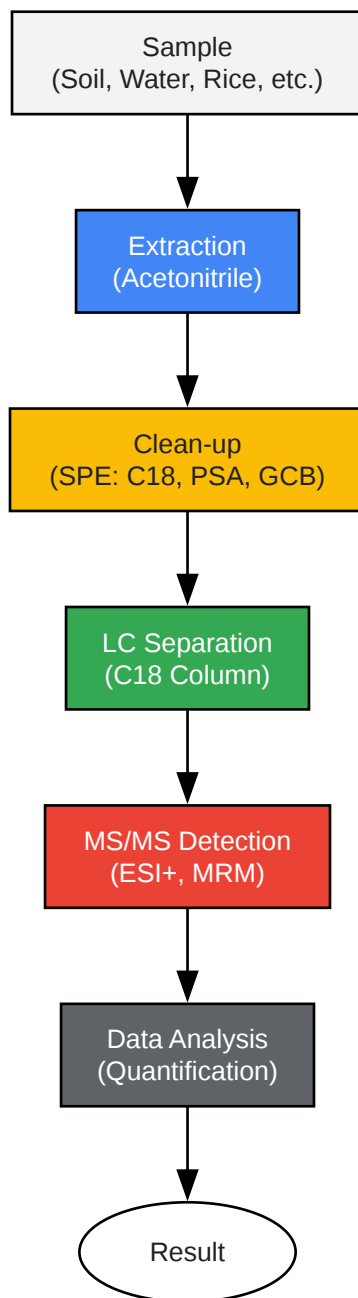 Sample
(Soil, Water, Rice, etc.)
Extraction
(Acetonitrile)
Clean-up
(SPE: C18, PSA, GCB)
LC Separation
(C18 Column)
MS/MS Detection
(ESI+, MRM)
Data Analysis
(Quantification)
Result